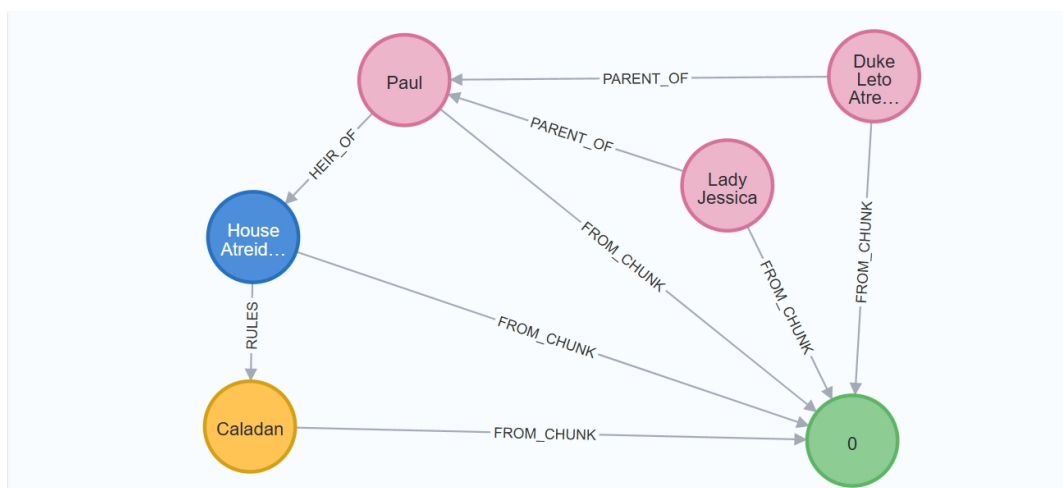 Paul
PARENT_OF
Duke
Leto
Atre…
PARENT_OF
Lady
Jessica
HEIR_OF
House
Atreid…
FROM_CHUNK
FROM_CHUNK
FROM_CHUNK
RULES
FROM_CHUNK
Caladan
FROM_CHUNK
0